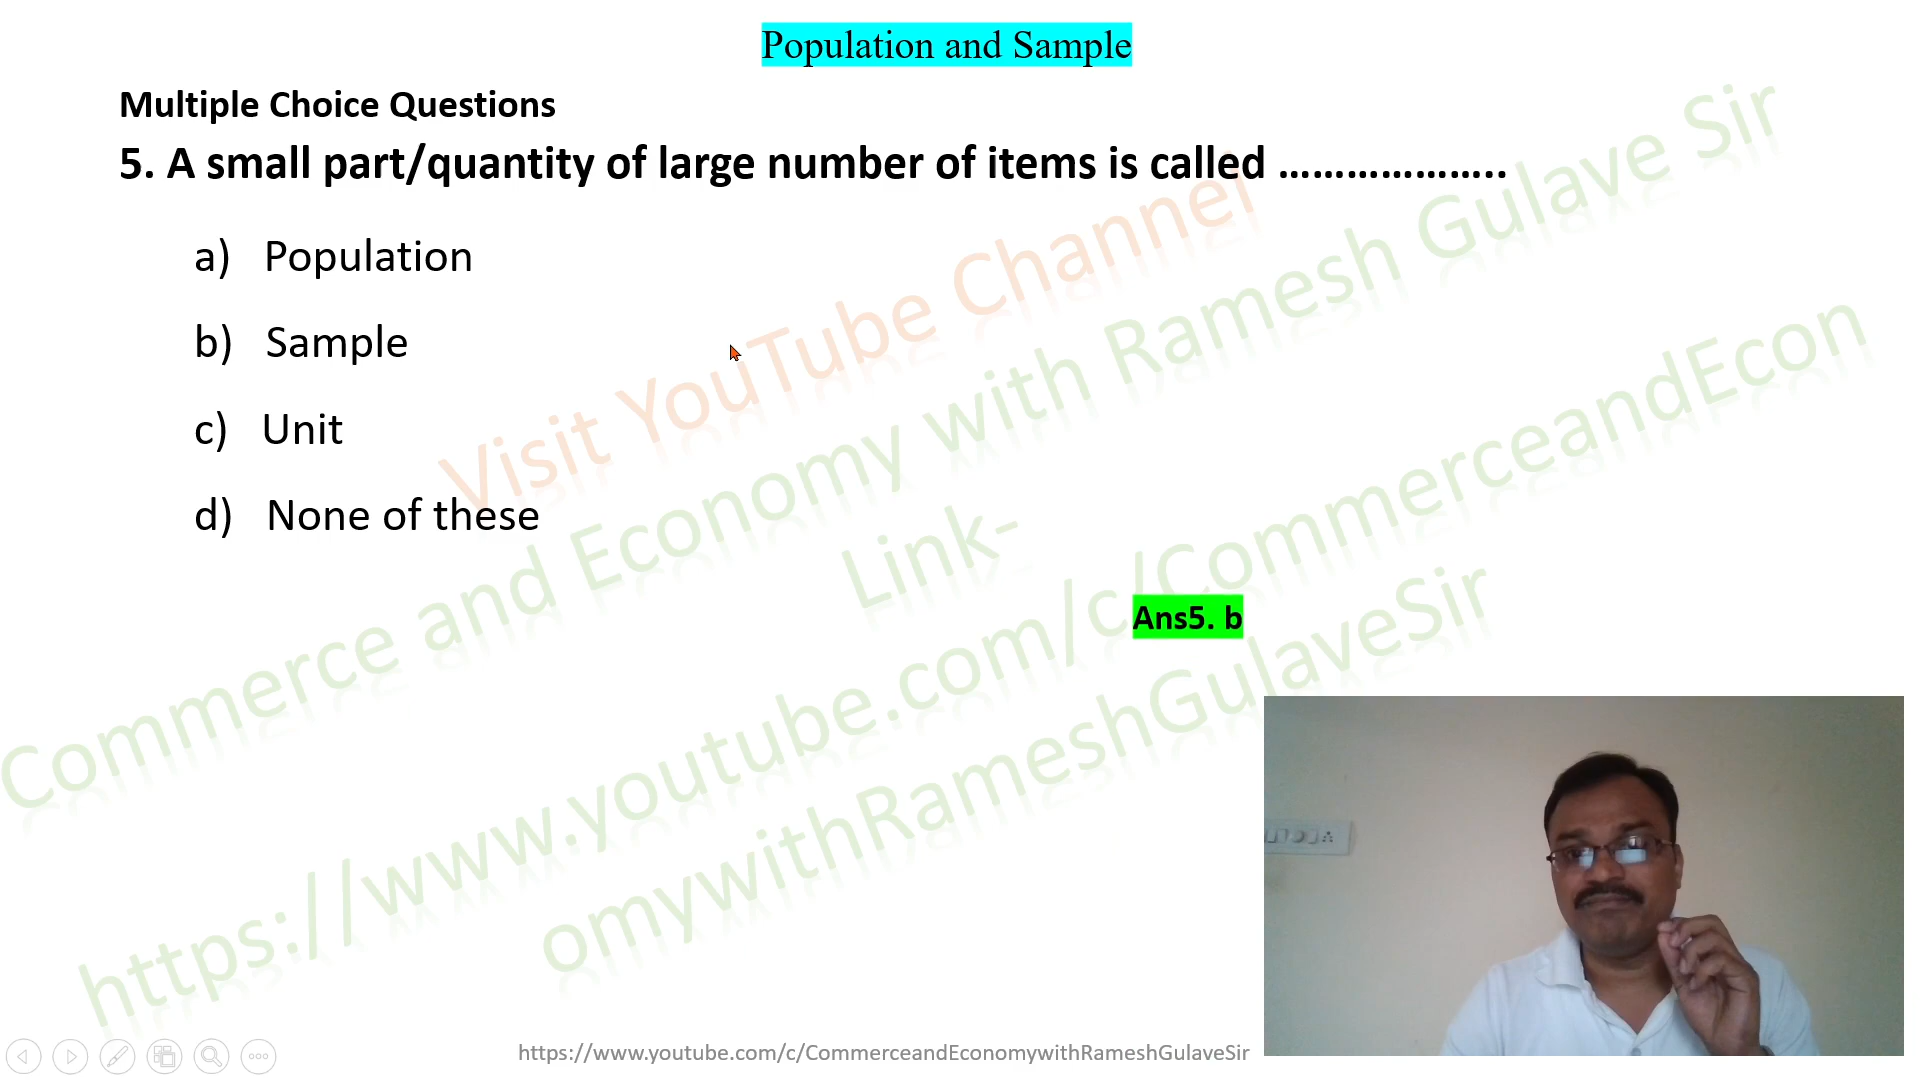 Population and Sample
Multiple Choice Questions
5. A small part/quantity of large number of items is called ………………..
a) Population
b) Sample
c) Unit
d) None of these
Ans5. b
Visit YouTube Channel
Commerce and Economy with Ramesh Gulave Sir
Link-
https://www.youtube.com/c/CommerceandEcon
omywithRameshGulaveSir
https://www.youtube.com/c/CommerceandEconomywithRameshGulaveSir